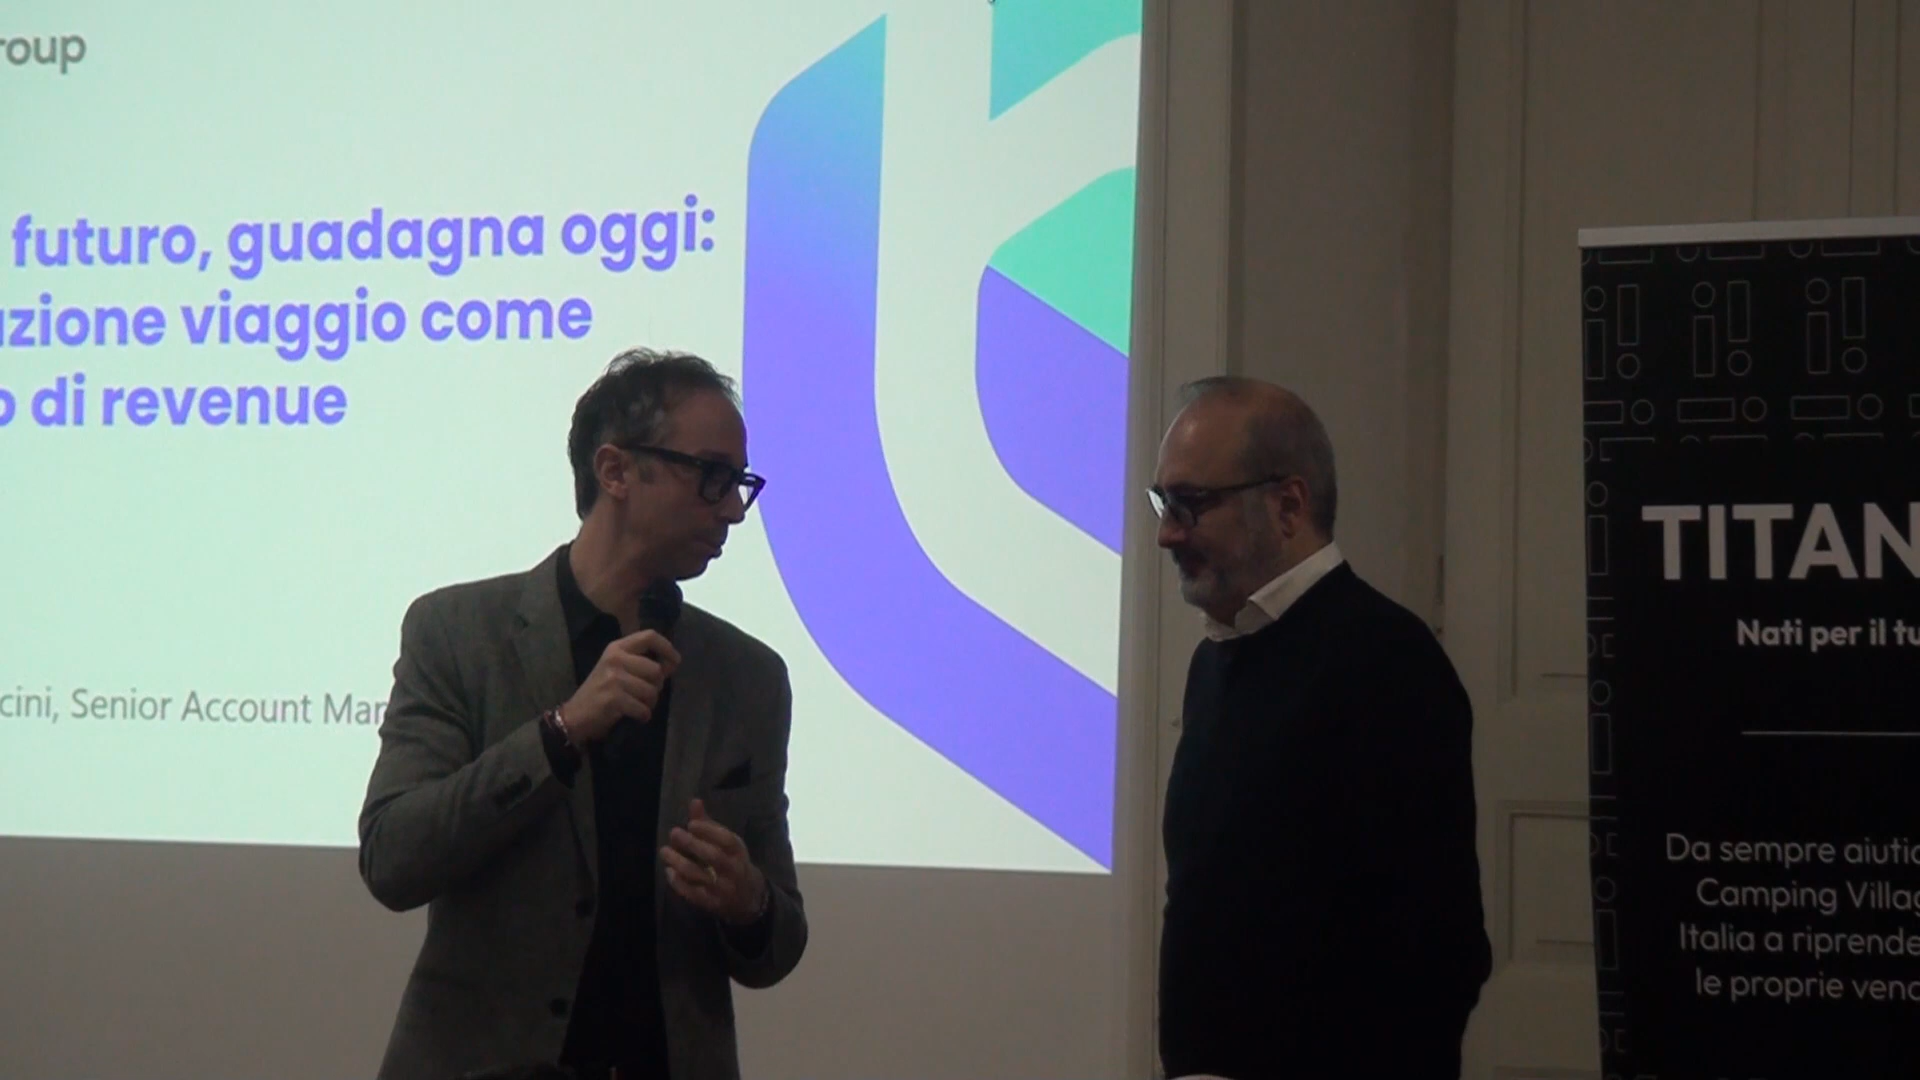 roup
futuro, guadagna oggi:
azione viaggio come
o di revenue
cini, Senior Account Man
TITAN
Nati per il tu
Da sempre aiutia
Camping Villag
Italia a riprende
le proprie vend